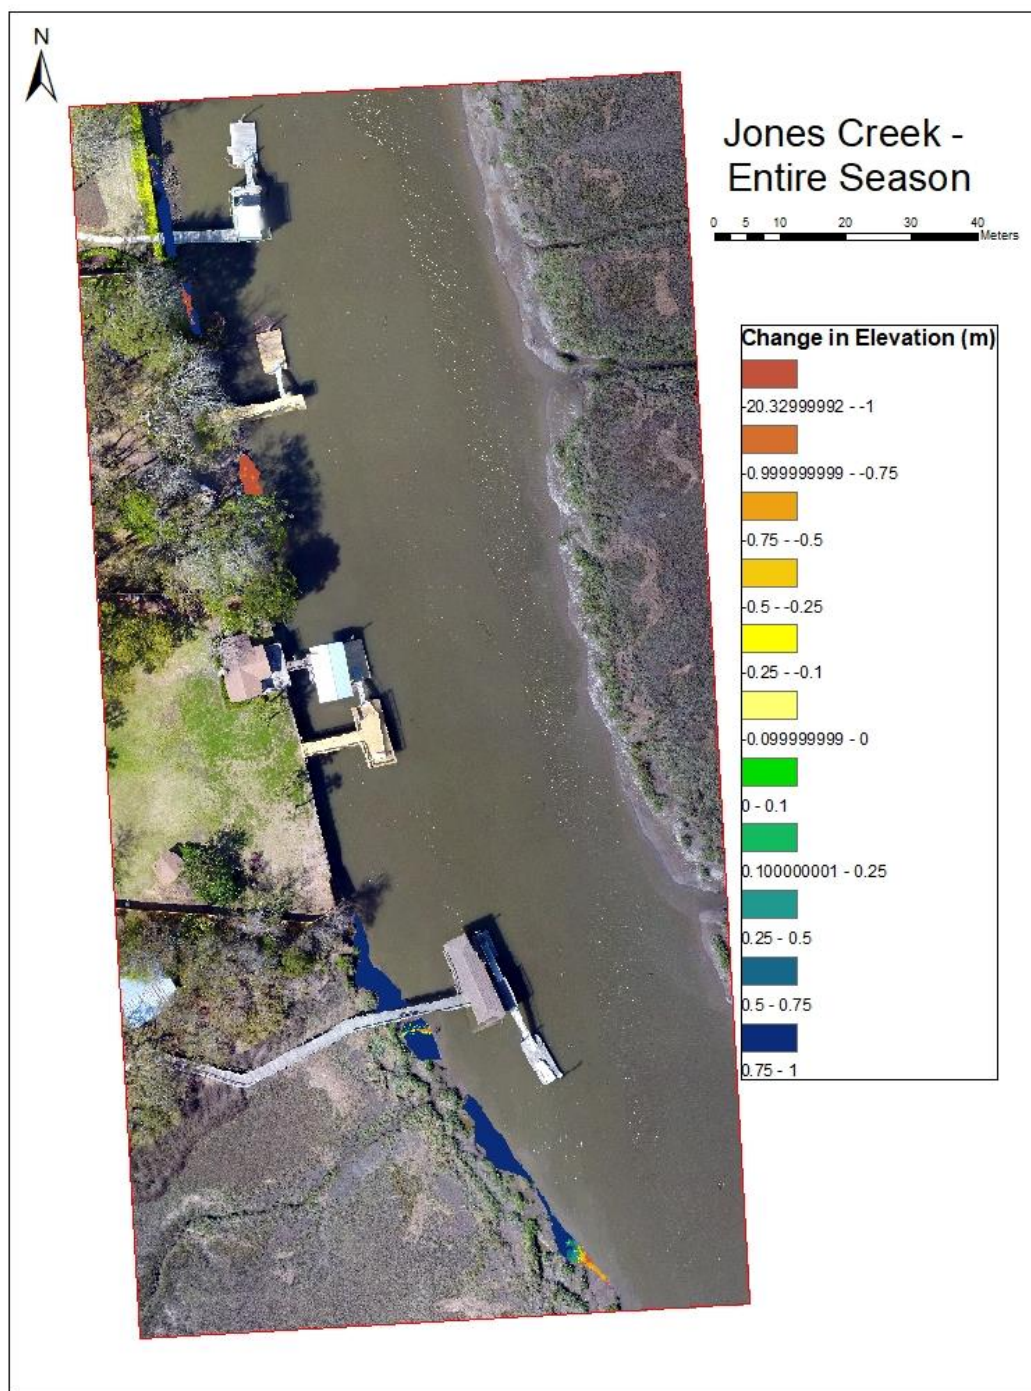 N
Jones Creek -
Entire Season
0 5 10 20 30 40
Meters
Change in Elevation (m)
-20.32999992 - -1
-0.999999999 - -0.75
-0.75 - -0.5
-0.5 - -0.25
-0.25 - -0.1
-0.099999999 - 0
0 - 0.1
0.100000001 - 0.25
0.25 - 0.5
0.5 - 0.75
0.75 - 1